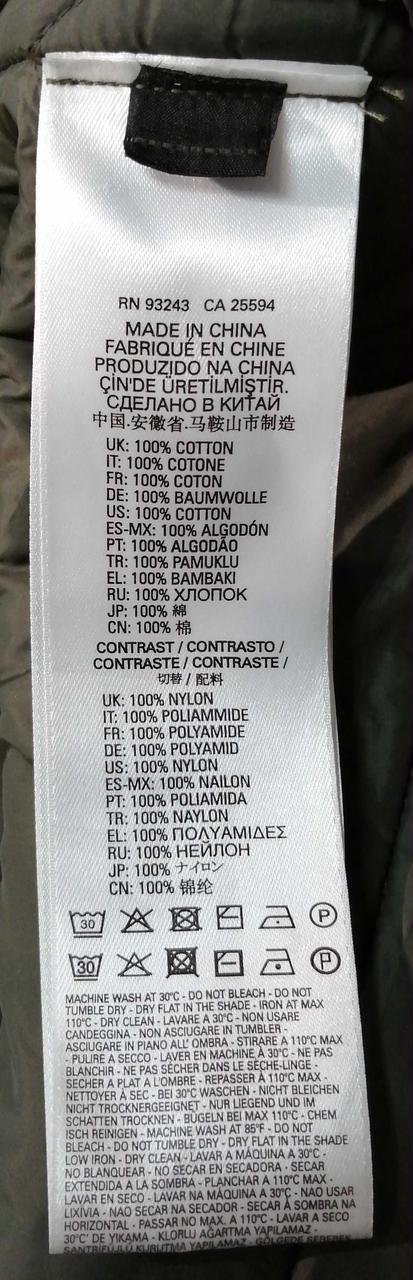 RN 93243 CA 25594
MADE IN CHINA
FABRIQUÉ EN CHINE
PRODUZIDO NA CHINA
ÇİN'DE ÜRETİLMİŞTİR.
СДЕЛАНО В КИТАЙ
中国.安徽省.马鞍山市制造
UK: 100% COTTON
IT: 100% COTONE
FR: 100% COTON
DE: 100% BAUMWOLLE
US: 100% COTTON
ES-MX: 100% ALGODÓN
PT: 100% ALGODÃO
TR: 100% PAMUKLU
EL: 100% BAMBAKI
RU: 100% ХЛОПОК
JP: 100% 綿
CN: 100% 棉
CONTRAST / CONTRASTO /
CONTRASTE / CONTRASTE /
切替 / 配料
UK: 100% NYLON
IT: 100% POLIAMMIDE
FR: 100% POLYAMIDE
DE: 100% POLYAMID
US: 100% NYLON
ES-MX: 100% NAILON
PT: 100% POLIAMIDA
TR: 100% NAYLON
EL: 100% ΠΟΛΥΑΜΙΔΕΣ
RU: 100% НЕЙЛОН
JP: 100% ナイロン
CN: 100% 锦纶
30 P
30 P
MACHINE WASH AT 30°C - DO NOT BLEACH - DO NOT
TUMBLE DRY - DRY FLAT IN THE SHADE - IRON AT MAX
110°C - DRY CLEAN - LAVARE A 30°C - NON USARE
CANDEGGINA - NON ASCIUGARE IN TUMBLER -
ASCIUGARE IN PIANO ALL' OMBRA - STIRARE A 110°C MAX
- PULIRE A SECCO - LAVER EN MACHINE À 30°C - NE PAS
BLANCHIR - NE PAS SÉCHER DANS LE SÈCHE-LINGE -
SECHER A PLAT A L'OMBRE - REPASSER À 110°C MAX -
NETTOYER À SEC - BEI 30°C WASCHEN - NICHT BLEICHEN
NICHT TROCKNERGEEIGNET - NUR LIEGEND UND IM
SCHATTEN TROCKNEN - BÜGELN BEI MAX 110°C - CHEM
ISCH REINIGEN - MACHINE WASH AT 85°F - DO NOT
BLEACH - DO NOT TUMBLE DRY - DRY FLAT IN THE SHADE
LOW IRON - DRY CLEAN - LAVAR A MÁQUINA A 30°C -
NO BLANQUEAR - NO SECAR EN SECADORA - SECAR
EXTENDIDA A LA SOMBRA - PLANCHAR A 110°C MAX -
LAVAR EN SECO - LAVAR NA MÁQUINA A 30°C - NAO USAR
LIXÍVIA - NAO SECAR NA SECADOR - SECAR À SOMBRA NA
HORIZONTAL - PASSAR NO MAX. A 110°C - LAVAR A SECO
30°C DE YIKAMA - KLORLU AĞARTMA YAPILAMAZ -
SANTRİFÜJLÜ KURUTMA YAPILAMAZ - GÖLGEDE SEREREK